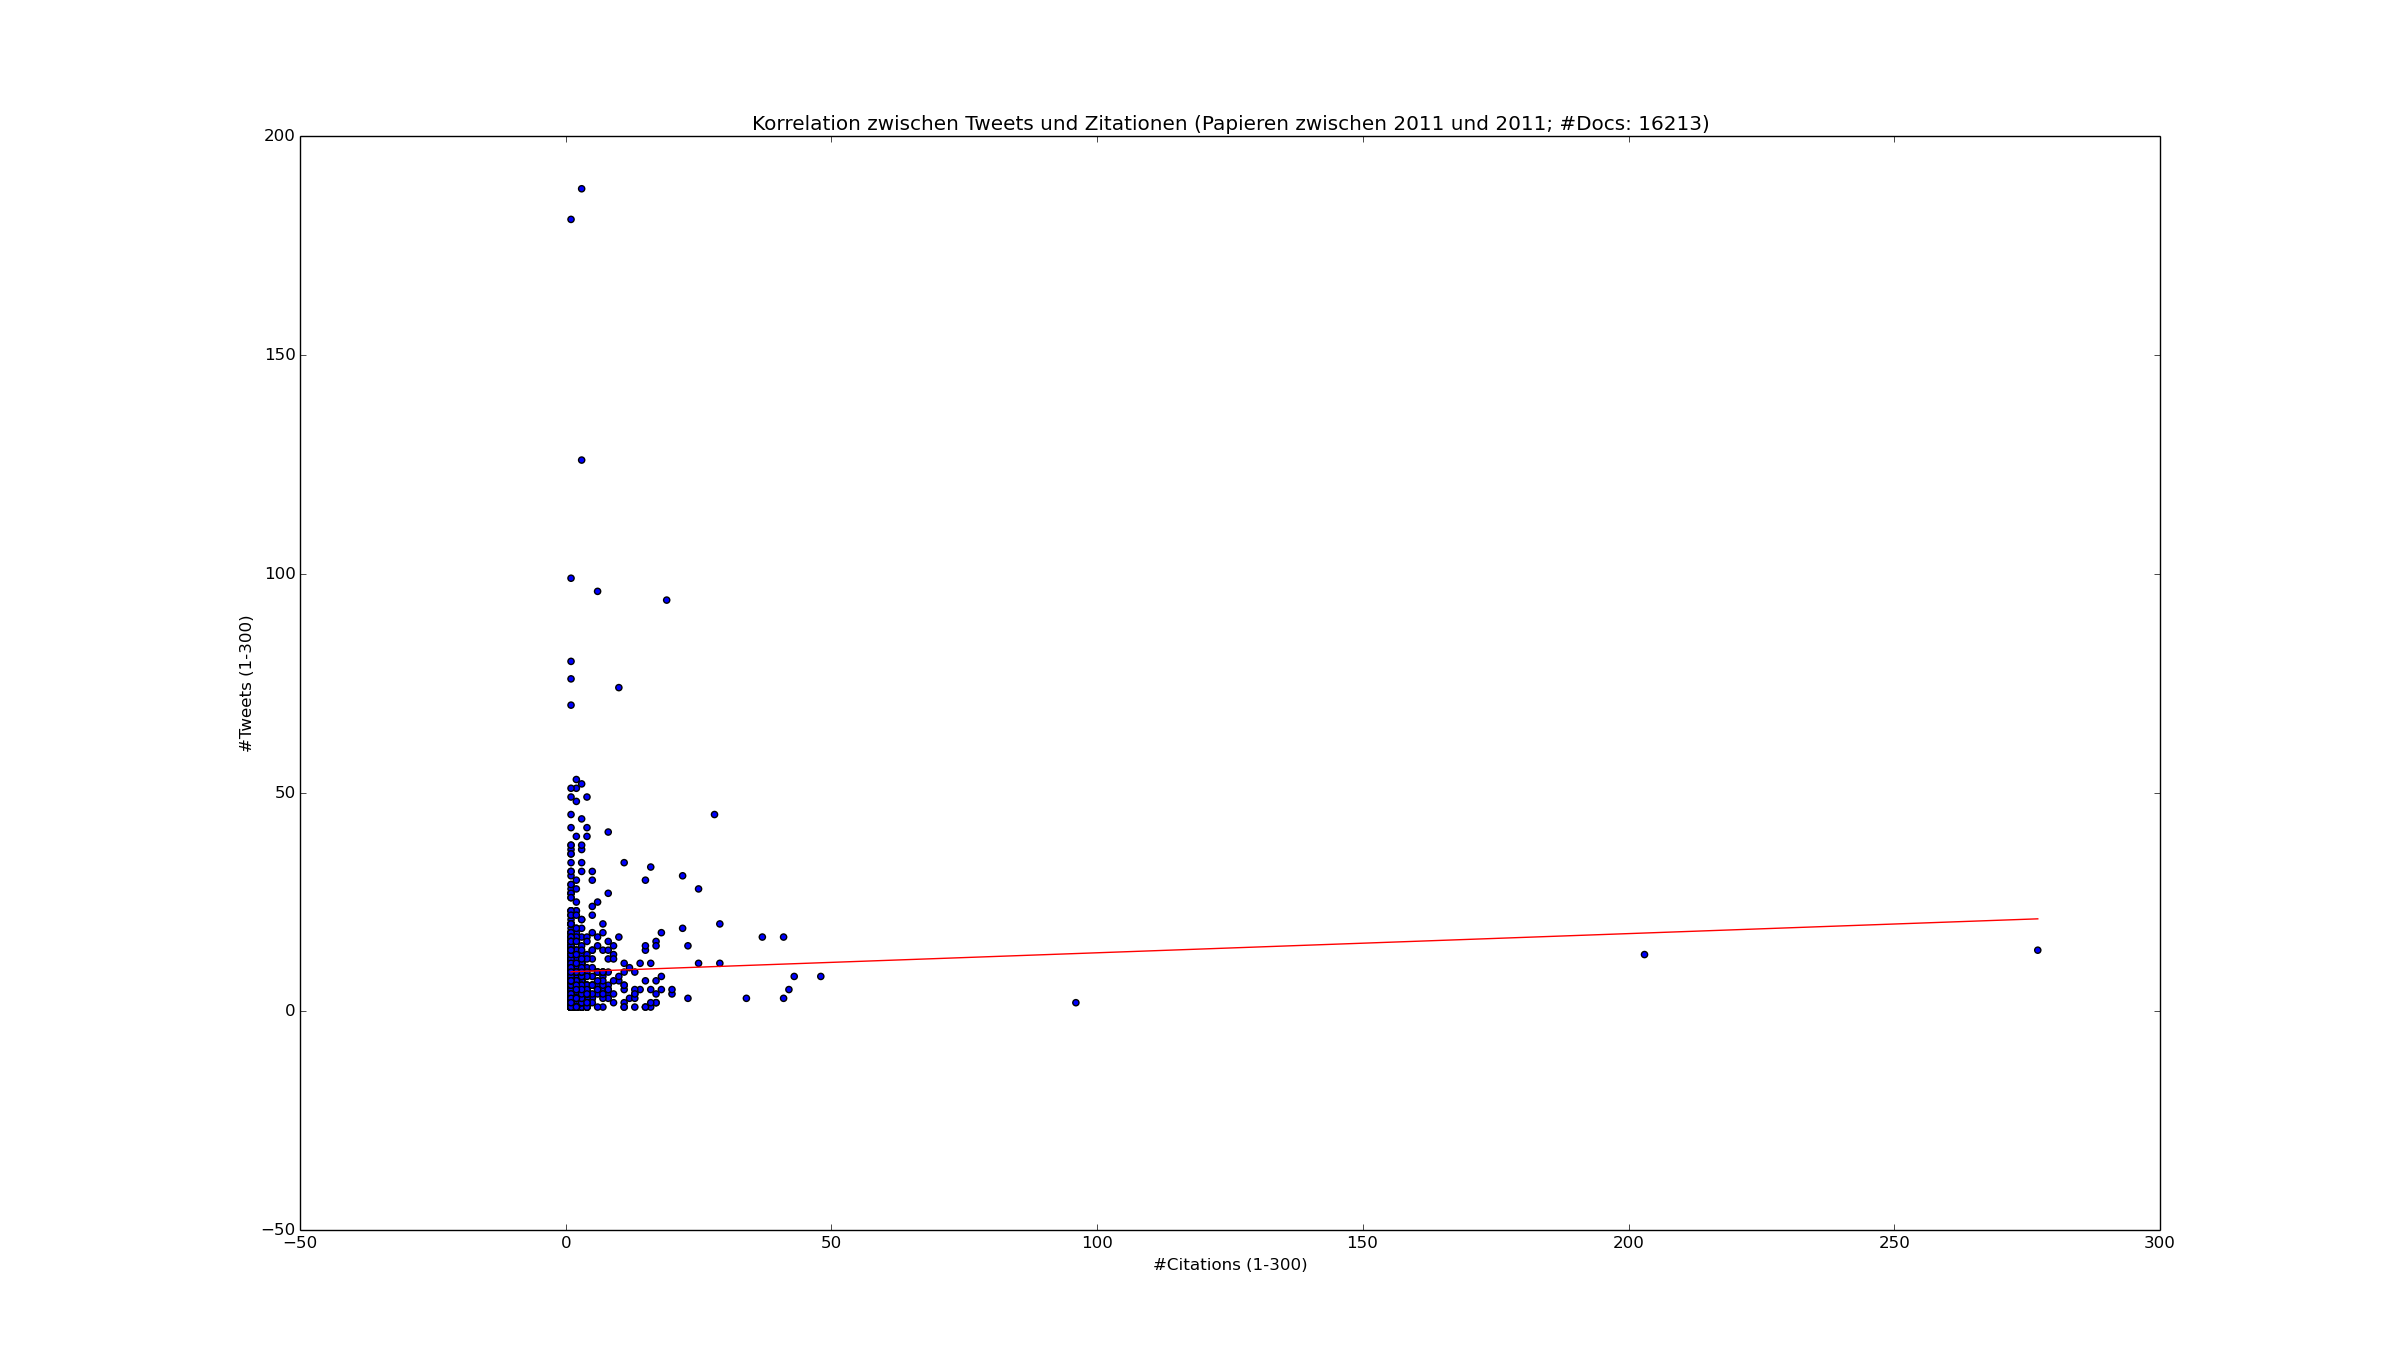 Korrelation zwischen Tweets und Zitationen (Papieren zwischen 2011 und 2011; #Docs: 16213)
200
150
100
50
0
−50
#Tweets (1-300)
−50 0 50 100 150 200 250 300
#Citations (1-300)